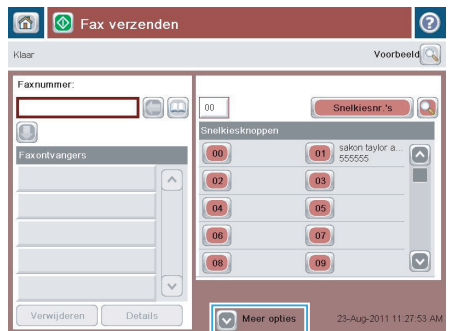 Fax verzenden
Klaar
Voorbeeld
Faxnummer:
00
Snelkiesnr.'s
Snelkiesknoppen
Faxontvangers
00
01 sakon taylor a...
555555
02
03
04
05
06
07
08
09
Verwijderen
Details
Meer opties
23-Aug-2011 11:27:53 AM